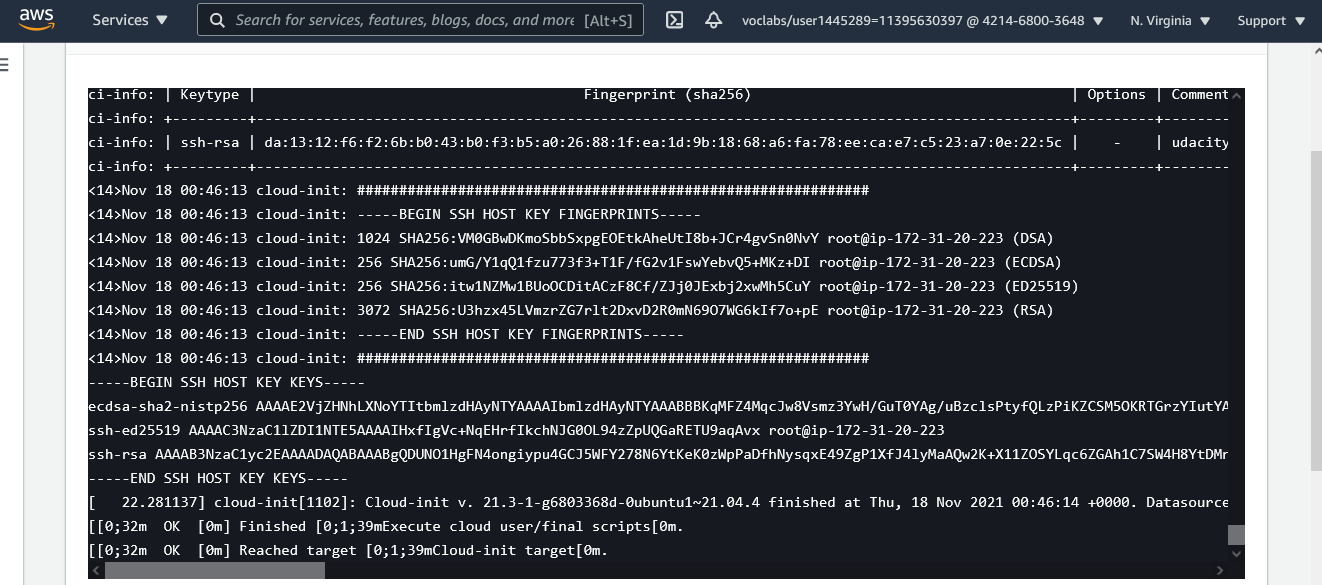 aws Services ▼ Search for services, features, blogs, docs, and more [Alt+S] voclabs/user1445289=11395630397 @ 4214-6800-3648 ▼ N. Virginia ▼ Support ▼
ci-info: | Keytype | Fingerprint (sha256) | Options | Comment
ci-info: +---------+-------------------------------------------------------------------------------------------------+---------+--------
ci-info: | ssh-rsa | da:13:12:f6:f2:6b:b0:43:b0:f3:b5:a0:26:88:1f:ea:1d:9b:18:68:a6:fa:78:ee:ca:e7:c5:23:a7:0e:22:5c | - | udacity
ci-info: +---------+-------------------------------------------------------------------------------------------------+---------+--------
<14>Nov 18 00:46:13 cloud-init: #############################################################
<14>Nov 18 00:46:13 cloud-init: -----BEGIN SSH HOST KEY FINGERPRINTS-----
<14>Nov 18 00:46:13 cloud-init: 1024 SHA256:VM0GBwDKmoSbbSxpgEOEtkAheUtI8b+JCr4gvSn0NvY root@ip-172-31-20-223 (DSA)
<14>Nov 18 00:46:13 cloud-init: 256 SHA256:umG/Y1qQ1fzu773f3+T1F/fG2v1FswYebvQ5+MKz+DI root@ip-172-31-20-223 (ECDSA)
<14>Nov 18 00:46:13 cloud-init: 256 SHA256:itw1NZMw1BUoOCDitACzF8Cf/ZJj0JExbj2xwMh5CuY root@ip-172-31-20-223 (ED25519)
<14>Nov 18 00:46:13 cloud-init: 3072 SHA256:U3hzx45LVmzrZG7rlt2DxvD2R0mN69O7WG6kIf7o+pE root@ip-172-31-20-223 (RSA)
<14>Nov 18 00:46:13 cloud-init: -----END SSH HOST KEY FINGERPRINTS-----
<14>Nov 18 00:46:13 cloud-init: #############################################################
-----BEGIN SSH HOST KEY KEYS-----
ecdsa-sha2-nistp256 AAAAE2VjZHNhLXNoYTItbmlzdHAyNTYAAAAIbmlzdHAyNTYAAABBBKqMFZ4MqcJw8Vsmz3YwH/GuT0YAg/uBzclsPtyfQLzPiKZCSM5OKRTGrzYIutYA
ssh-ed25519 AAAAC3NzaC1lZDI1NTE5AAAAIHxfIgVc+NqEHrfIkchNJG0OL94zZpUQGaRETU9aqAvx root@ip-172-31-20-223
ssh-rsa AAAAB3NzaC1yc2EAAAADAQABAAABgQDUNO1HgFN4ongiypu4GCJ5WFY278N6YtKeK0zWpPaDfhNysqxE49ZgP1XfJ4lyMaAQw2K+X11ZOSYLqc6ZGAh1C7SW4H8YtDMr
-----END SSH HOST KEY KEYS-----
[   22.281137] cloud-init[1102]: Cloud-init v. 21.3-1-g6803368d-0ubuntu1~21.04.4 finished at Thu, 18 Nov 2021 00:46:14 +0000. Datasource
[[0;32m  OK  [0m] Finished [0;1;39mExecute cloud user/final scripts[0m.
[[0;32m  OK  [0m] Reached target [0;1;39mCloud-init target[0m.